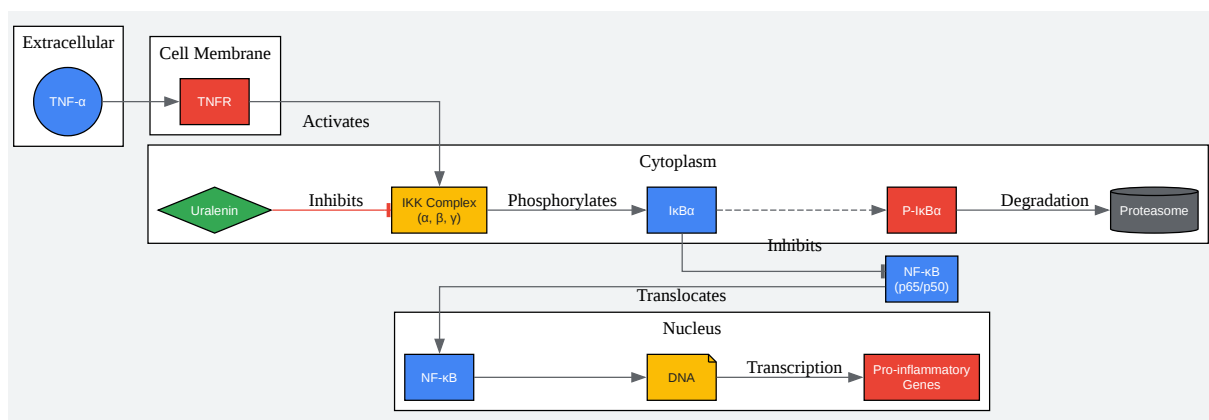 Extracellular
TNF-α
Cell Membrane
TNFR
Activates
Cytoplasm
Uralenin
Inhibits
IKK Complex
(α, β, γ)
Phosphorylates
IκBα
P-IκBα
Degradation
Proteasome
Inhibits
NF-κB
(p65/p50)
Translocates
Nucleus
NF-κB
DNA
Transcription
Pro-inflammatory
Genes